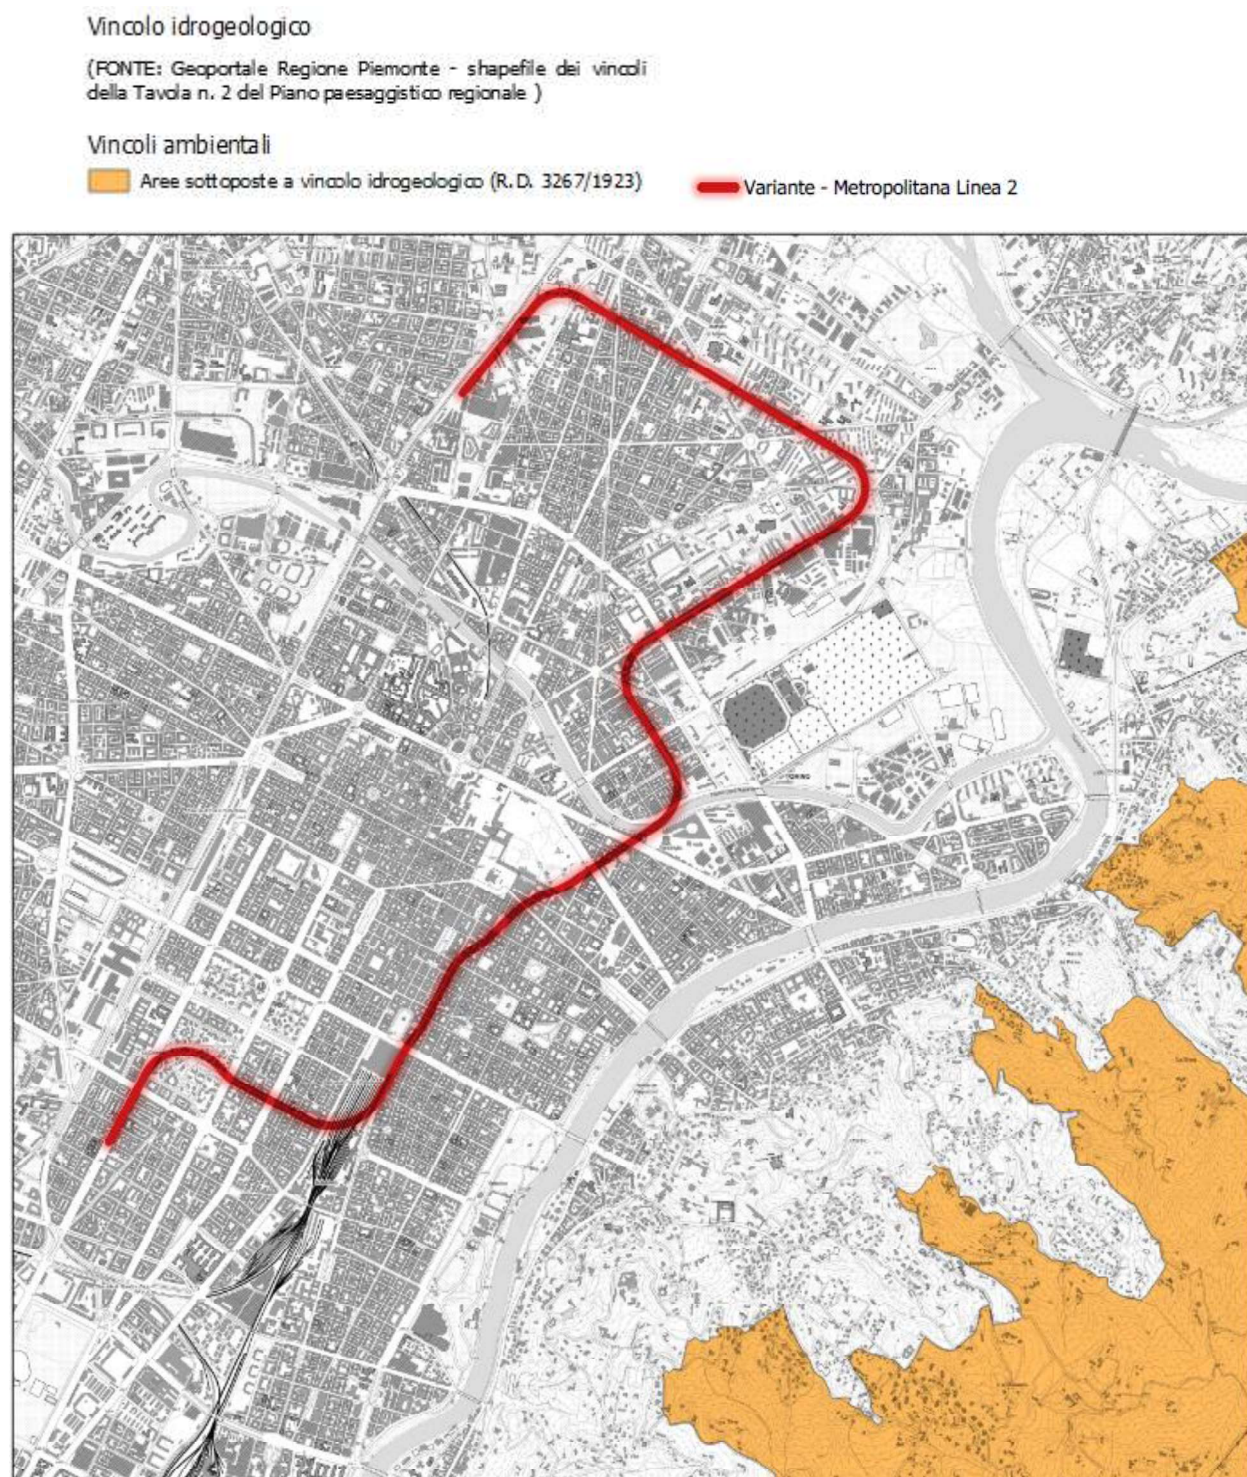 Vincolo idrogeologico
(FONTE: Geoportale Regione Piemonte - shapefile dei vincoli
della Tavola n. 2 del Piano paesaggistico regionale )
Vincoli ambientali
Aree sottoposte a vincolo idrogeologico (R.D. 3267/1923)
Variante - Metropolitana Linea 2
TORINO